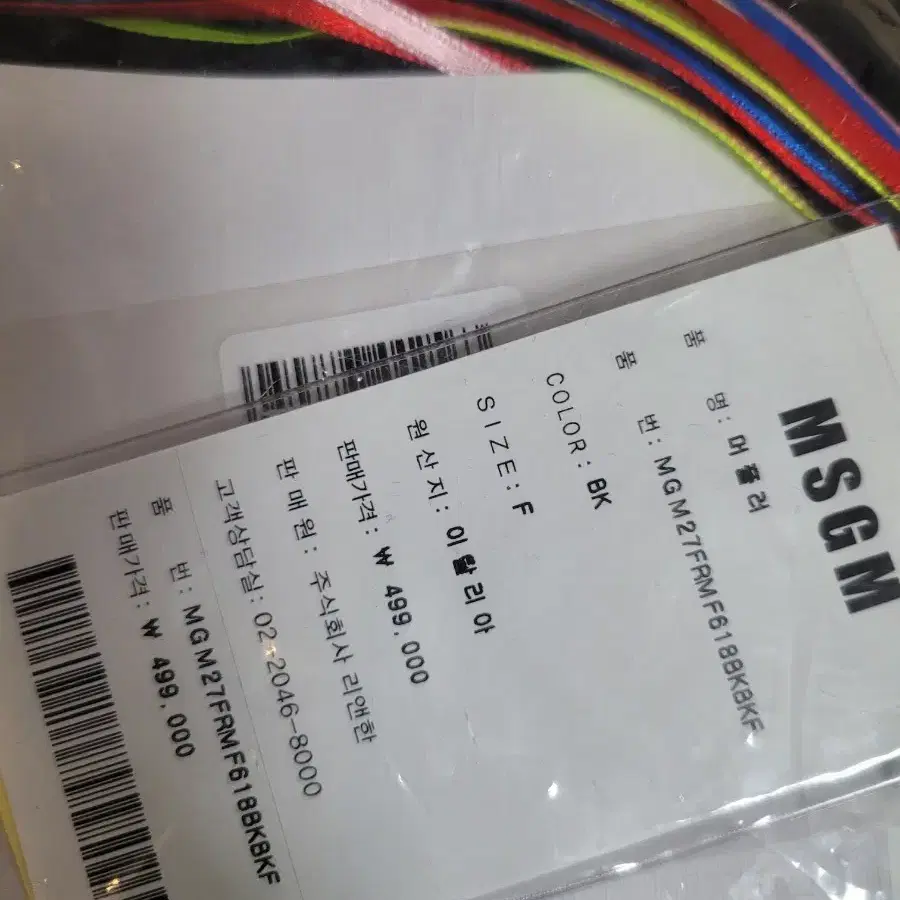 MSGM
품 명: 머플러
품 번: MGM27FRMF618BKBKF
COLOR: BK
SIZE: F
원산지: 이탈리아
판매가격: ₩ 499.000
판매원: 주식회사 리앤한
고객상담실: 02-2046-8000
품 번: MGM27FRMF618BKBKF
판매가격: ₩ 499.000